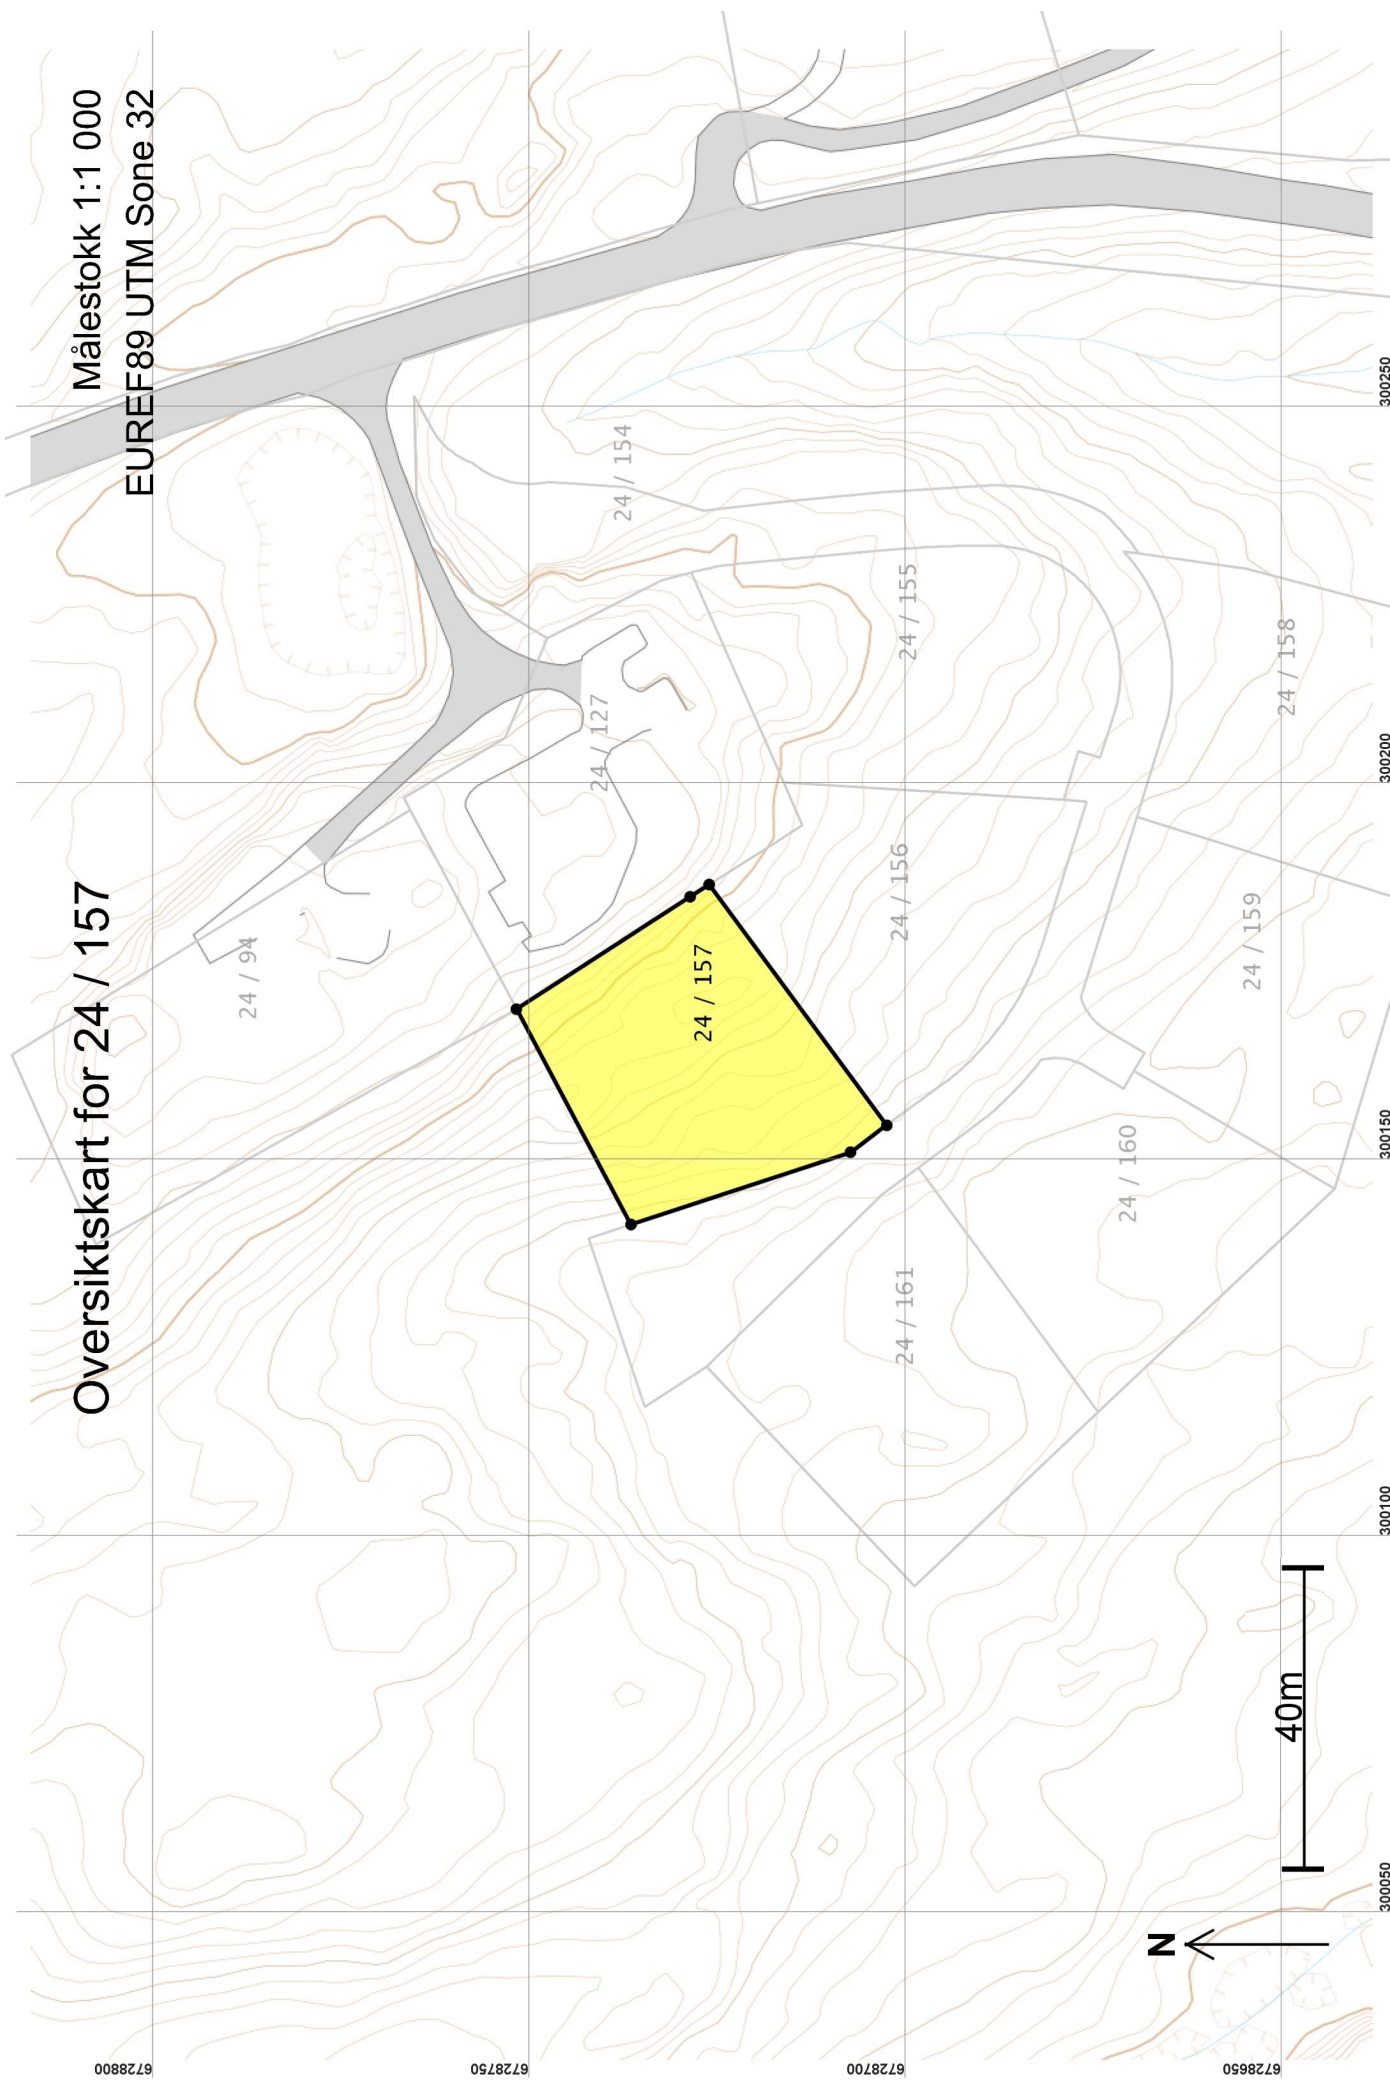 Oversiktskart for 24 / 157
Målestokk 1:1 000
EUREF89 UTM Sone 32
24 / 94
24 / 127
24 / 154
24 / 157
24 / 156
24 / 155
24 / 161
24 / 160
24 / 159
24 / 158
N
40m
6728800
6728750
6728700
6728650
300050
300100
300150
300200
300250